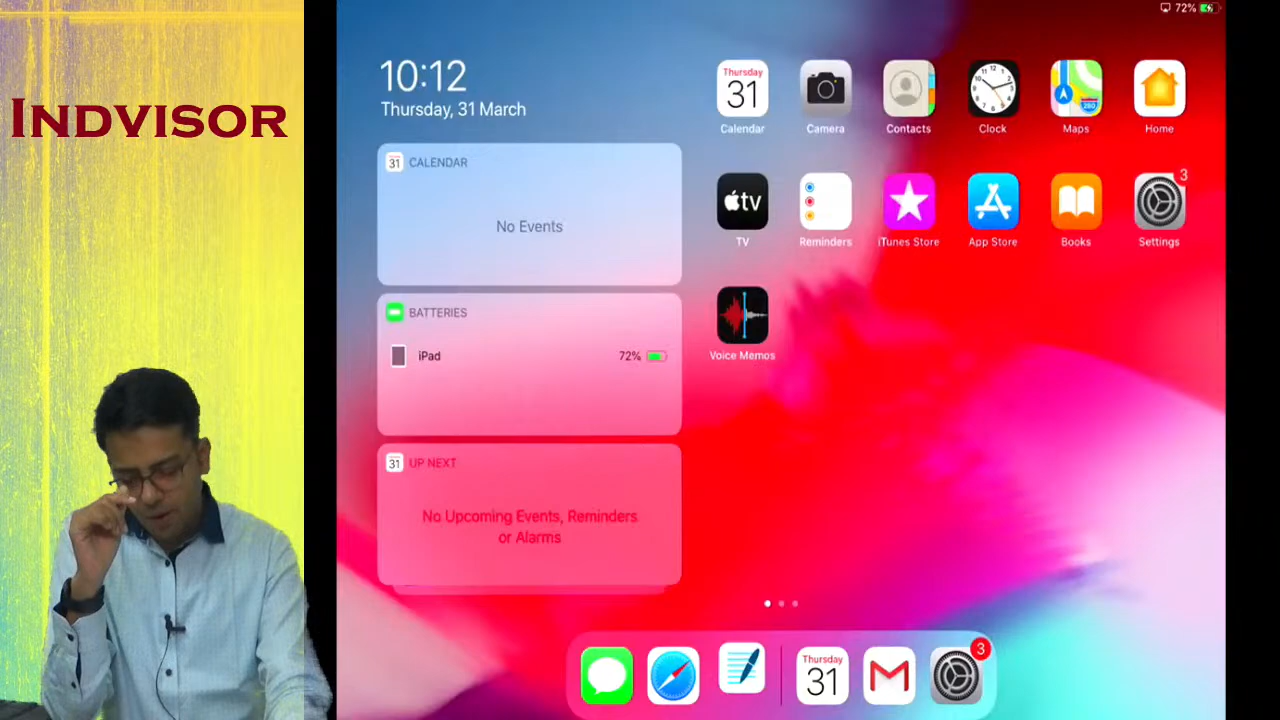 INDVISOR
72%
10:12
Thursday, 31 March
31 CALENDAR
No Events
BATTERIES
iPad 72%
31 UP NEXT
No Upcoming Events, Reminders
or Alarms
Thursday
31
Calendar
Camera
Contacts
Clock
280
Maps
Home
tv
TV
Reminders
iTunes Store
App Store
Books
3
Settings
Voice Memos
Thursday
31
3